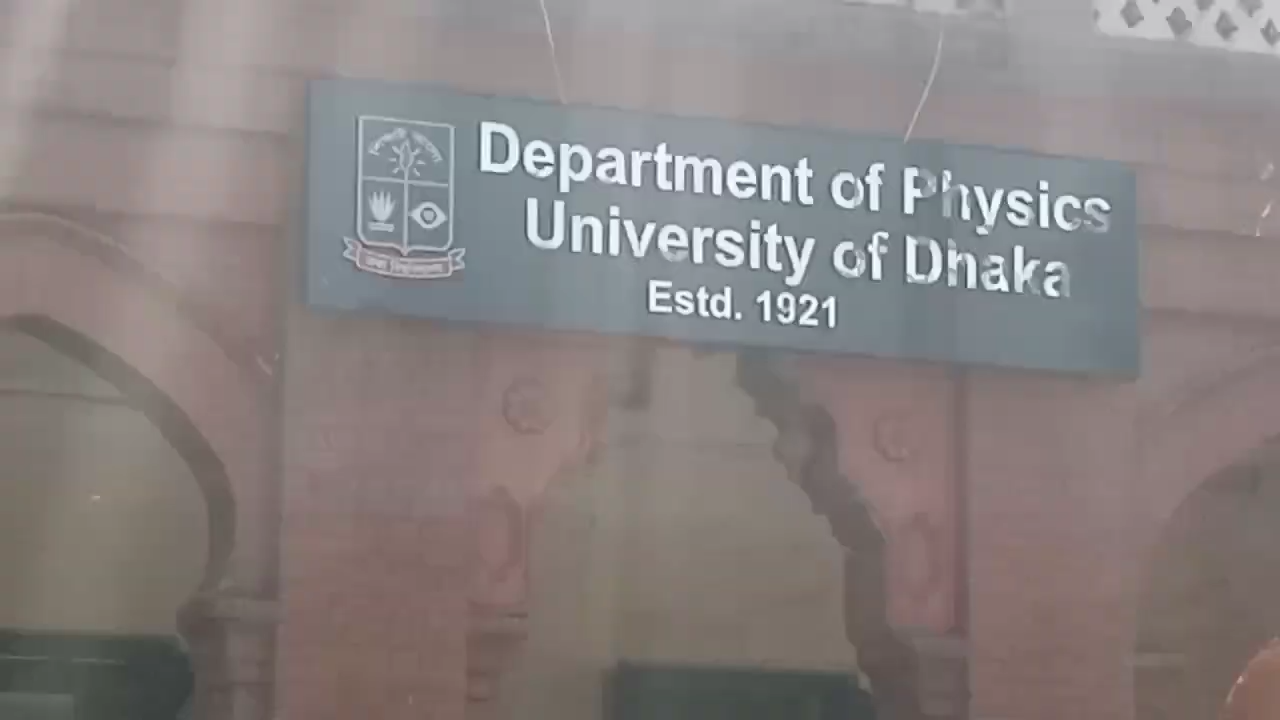 Department of Physics
University of Dhaka
Estd. 1921